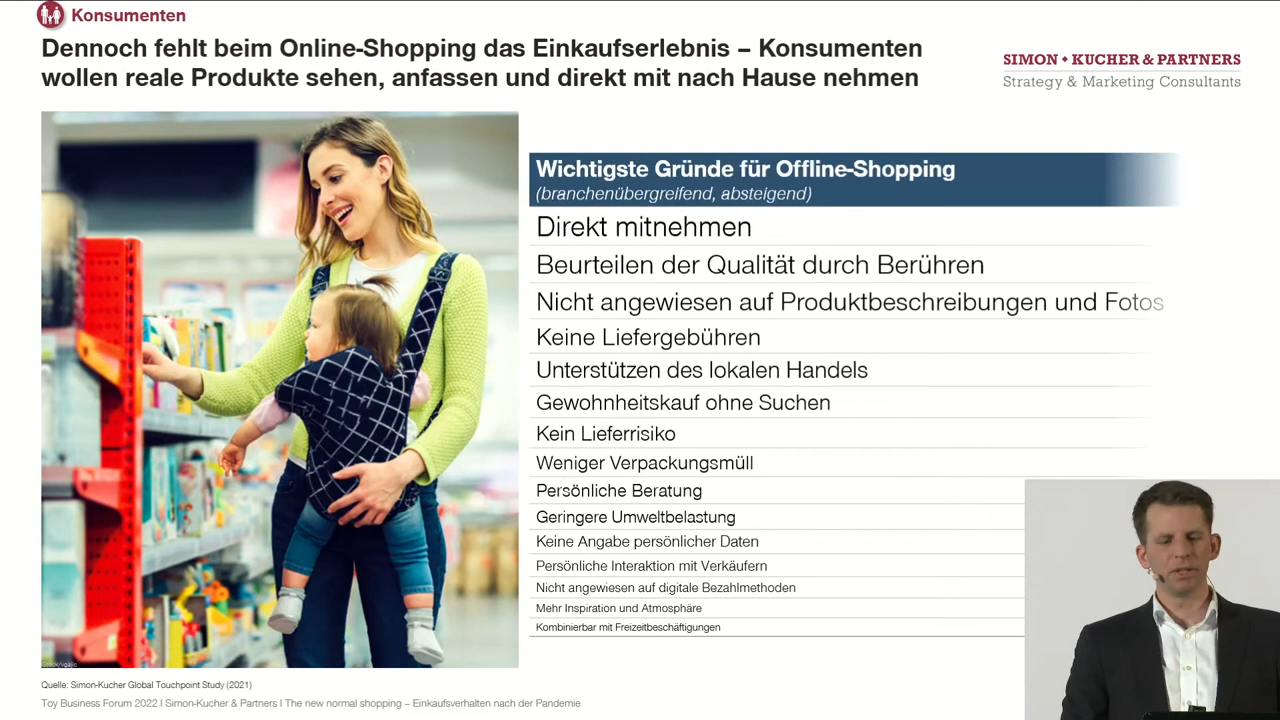 Konsumenten
Dennoch fehlt beim Online-Shopping das Einkaufserlebnis – Konsumenten
wollen reale Produkte sehen, anfassen und direkt mit nach Hause nehmen
SIMON • KUCHER & PARTNERS
Strategy & Marketing Consultants
Wichtigste Gründe für Offline-Shopping
(branchenübergreifend, absteigend)
Direkt mitnehmen
Beurteilen der Qualität durch Berühren
Nicht angewiesen auf Produktbeschreibungen und Fotos
Keine Liefergebühren
Unterstützen des lokalen Handels
Gewohnheitskauf ohne Suchen
Kein Lieferrisiko
Weniger Verpackungsmüll
Persönliche Beratung
Geringere Umweltbelastung
Keine Angabe persönlicher Daten
Persönliche Interaktion mit Verkäufern
Nicht angewiesen auf digitale Bezahlmethoden
Mehr Inspiration und Atmosphäre
Kombinierbar mit Freizeitbeschäftigungen
Quelle: Simon-Kucher Global Touchpoint Study (2021)
Toy Business Forum 2022 I Simon-Kucher & Partners I The new normal shopping – Einkaufsverhalten nach der Pandemie